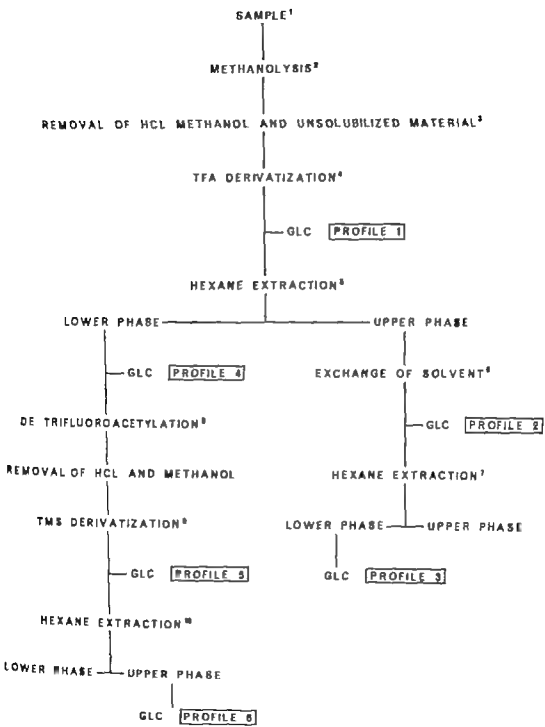 SAMPLE¹
METHANOLYSIS²
REMOVAL OF HCL METHANOL AND UNSOLUBILIZED MATERIAL³
TFA DERIVATIZATION⁴
GLC PROFILE 1
HEXANE EXTRACTION⁵
LOWER PHASE UPPER PHASE
GLC PROFILE 4 EXCHANGE OF SOLVENT⁶
DE TRIFLUOROACETYLATION⁸ GLC PROFILE 2
REMOVAL OF HCL AND METHANOL HEXANE EXTRACTION⁷
TMS DERIVATIZATION⁹ LOWER PHASE UPPER PHASE
GLC PROFILE 5 GLC PROFILE 3
HEXANE EXTRACTION¹⁰
LOWER PHASE UPPER PHASE
GLC PROFILE 6